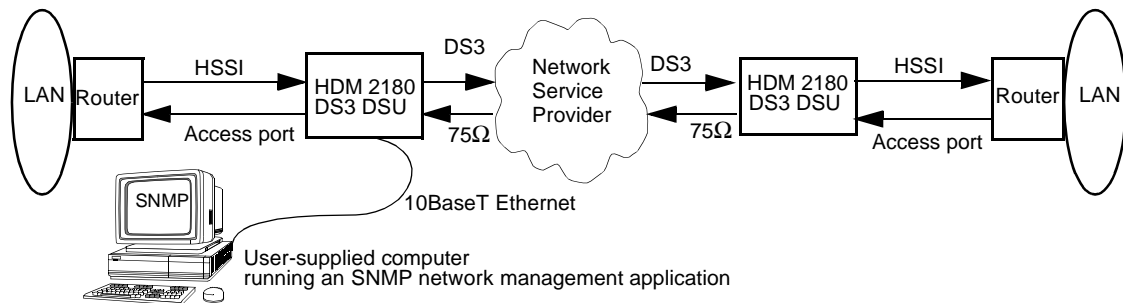 LAN
Router
HSSI
Access port
HDM 2180
DS3 DSU
DS3
75Ω
Network
Service
Provider
DS3
75Ω
HDM 2180
DS3 DSU
HSSI
Access port
Router
LAN
SNMP
10BaseT Ethernet
User-supplied computer
running an SNMP network management application